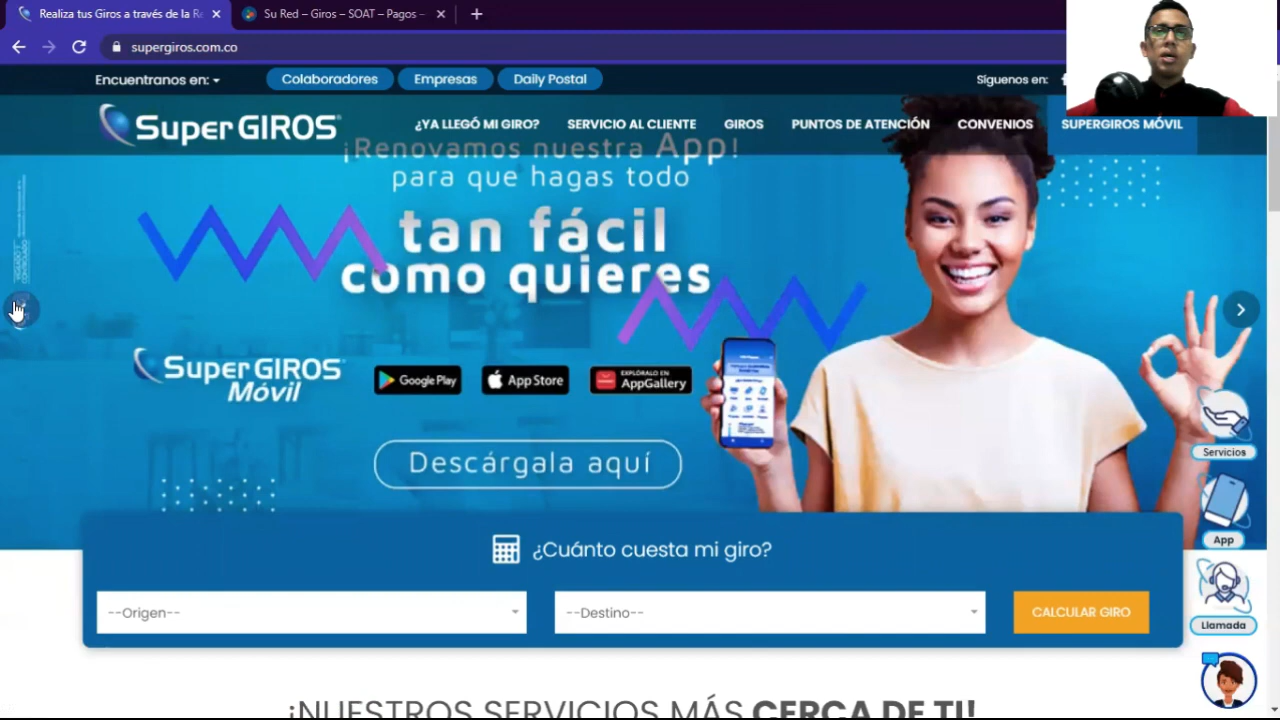 Realiza tus Giros a través de la Re
Su Red – Giros – SOAT – Pagos –
supergiros.com.co
Encuentranos en:
Colaboradores
Empresas
Daily Postal
Síguenos en:
SuperGIROS
¿YA LLEGÓ MI GIRO?
SERVICIO AL CLIENTE
GIROS
PUNTOS DE ATENCIÓN
CONVENIOS
SUPERGIROS MÓVIL
¡Renovamos nuestra App!
para que hagas todo
tan fácil
como quieres
SuperGIROS
Móvil
Google Play
App Store
EXPLÓRALO EN
AppGallery
Descárgala aquí
Servicios
App
Llamada
¿Cuánto cuesta mi giro?
--Origen--
--Destino--
CALCULAR GIRO
¡NUESTROS SERVICIOS MÁS CERCA DE TI!